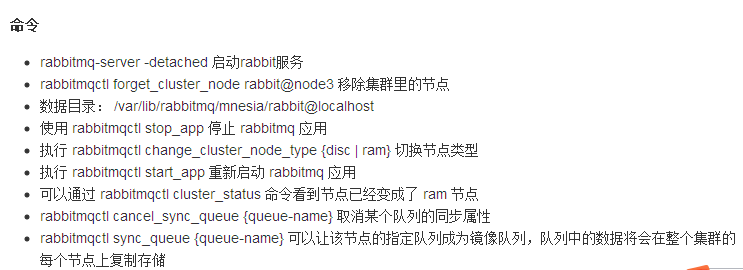 命令
rabbitmq-server -detached 启动rabbit服务
rabbitmqctl forget_cluster_node rabbit@node3 移除集群里的节点
数据目录： /var/lib/rabbitmq/mnesia/rabbit@localhost
使用 rabbitmqctl stop_app 停止 rabbitmq 应用
执行 rabbitmqctl change_cluster_node_type {disc | ram} 切换节点类型
执行 rabbitmqctl start_app 重新启动 rabbitmq 应用
可以通过 rabbitmqctl cluster_status 命令看到节点已经变成了 ram 节点
rabbitmqctl cancel_sync_queue {queue-name} 取消某个队列的同步属性
rabbitmqctl sync_queue {queue-name} 可以让该节点的指定队列成为镜像队列，队列中的数据将会在整个集群的
每个节点上复制存储